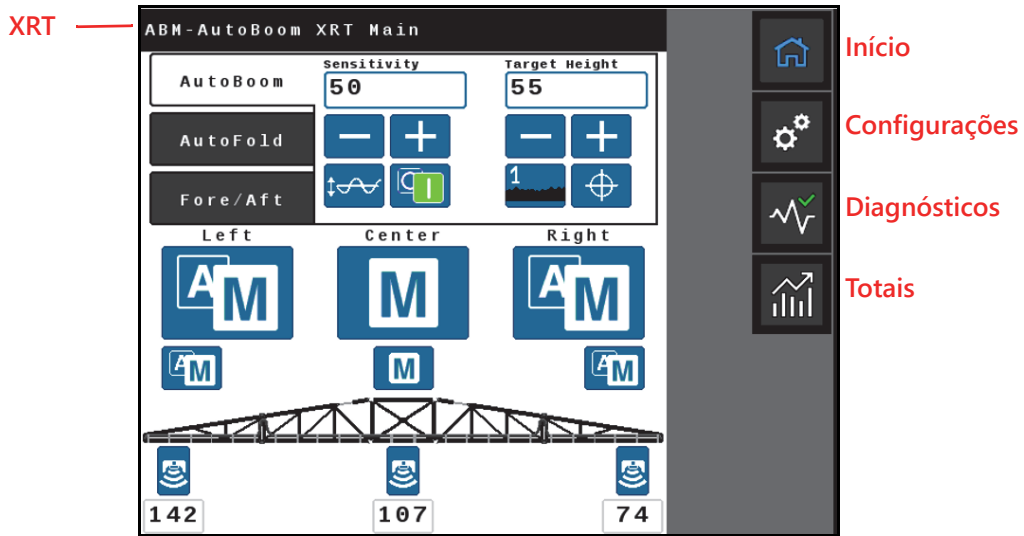 XRT
ABM-AutoBoom XRT Main
Início
Configurações
Diagnósticos
Totais
AutoBoom
AutoFold
Fore/Aft
Sensitivity
50
Target Height
55
1
Left
Center
Right
A M
M
A M
A M
M
A M
142
107
74